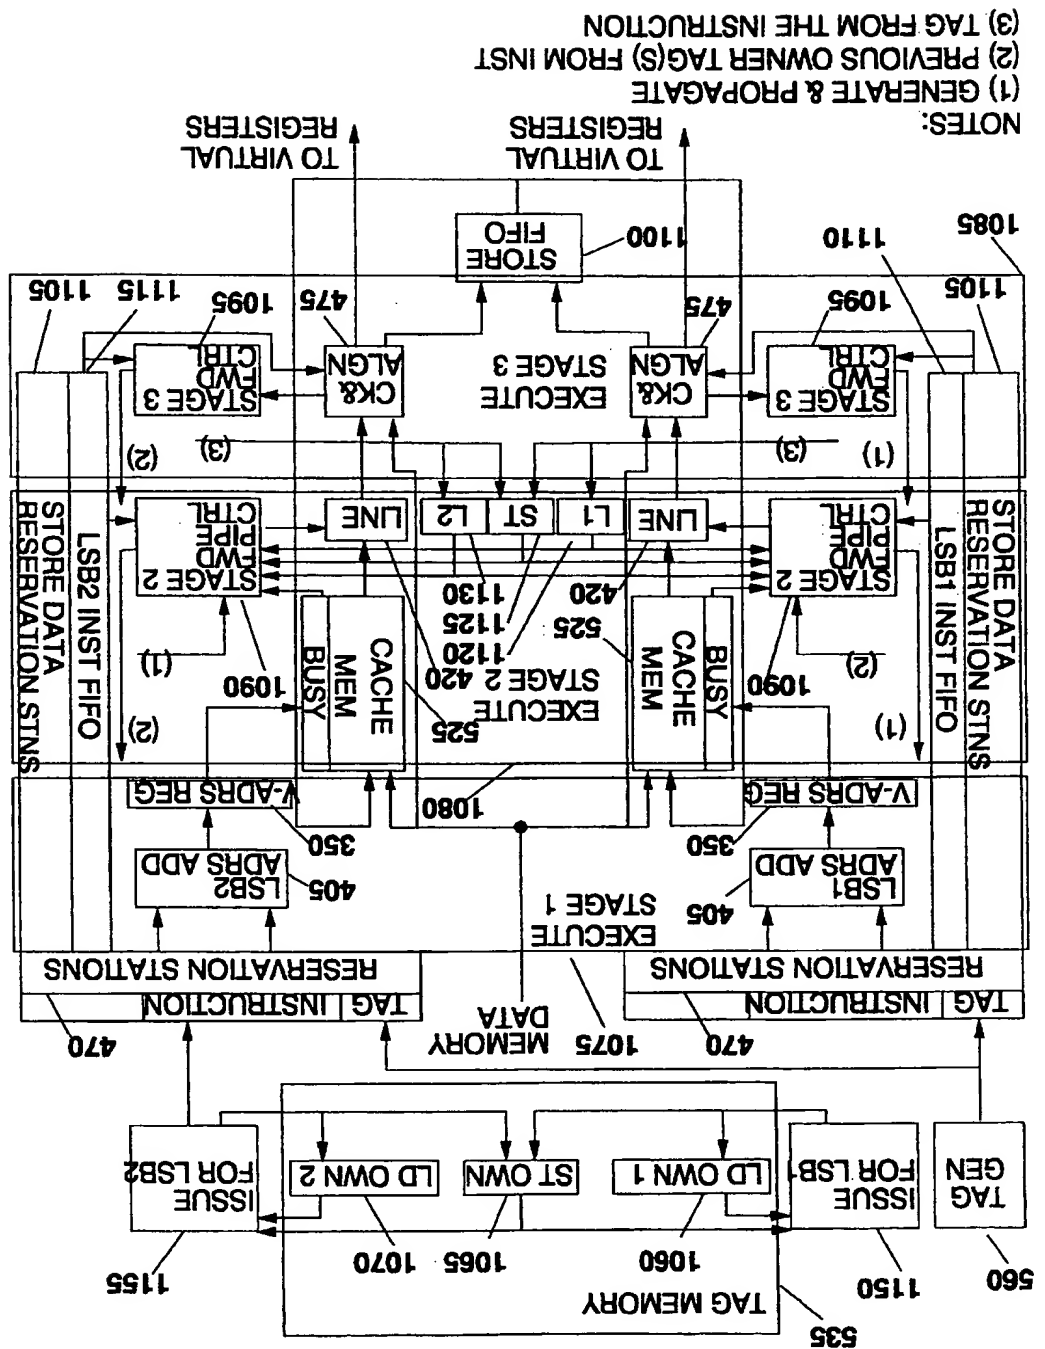 535
TAG MEMORY
560
1150
1060
1065
1070
1155
TAG
GEN
ISSUE
FOR LSB1
LD OWN 1
ST OWN
LD OWN 2
ISSUE
FOR LSB2
470
1075
MEMORY
DATA
470
TAG
INSTRUCTION
RESERVATION STATIONS
TAG
INSTRUCTION
RESERVATION STATIONS
EXECUTE
STAGE 1
LSB1
ADRS ADD
405
LSB2
ADRS ADD
405
350
350
V-ADRS REG
V-ADRS REG
1080
STORE DATA
RESERVATION STNS
LSB1 INST FIFO
(1)
(2)
1090
BUSY
CACHE
MEM
525
EXECUTE
STAGE 2
525
CACHE
MEM
BUSY
1090
(1)
(2)
LSB2 INST FIFO
STORE DATA
RESERVATION STNS
STAGE 2
FWD
PIPE
CTRL
420
1120
1125
1130
420
STAGE 2
FWD
PIPE
CTRL
LINE
L1
ST
L2
LINE
(1)
(3)
(3)
(2)
STAGE 3
FWD
CTRL
CK&
ALGN
EXECUTE
STAGE 3
CK&
ALGN
STAGE 3
FWD
CTRL
1105
1095
475
475
1095
1115
1105
1085
1110
1100
STORE
FIFO
TO VIRTUAL
REGISTERS
TO VIRTUAL
REGISTERS
NOTES:
(1) GENERATE & PROPAGATE
(2) PREVIOUS OWNER TAG(S) FROM INST
(3) TAG FROM THE INSTRUCTION